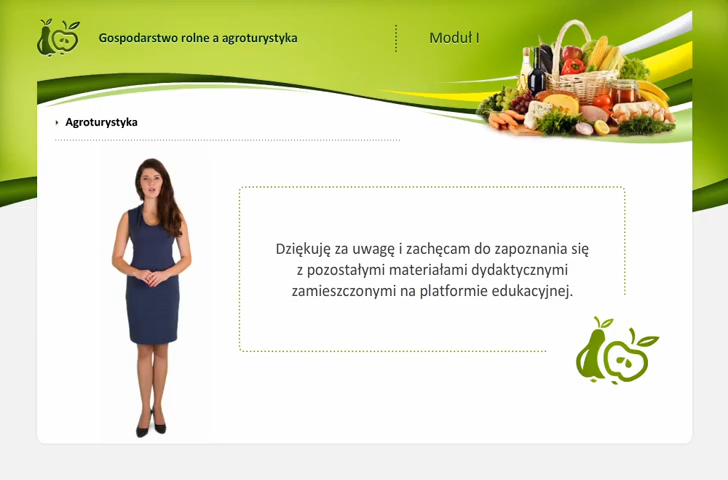 Gospodarstwo rolne a agroturystyka
Moduł I
Agroturystyka
Dziękuję za uwagę i zachęcam do zapoznania się
z pozostałymi materiałami dydaktycznymi
zamieszczonymi na platformie edukacyjnej.